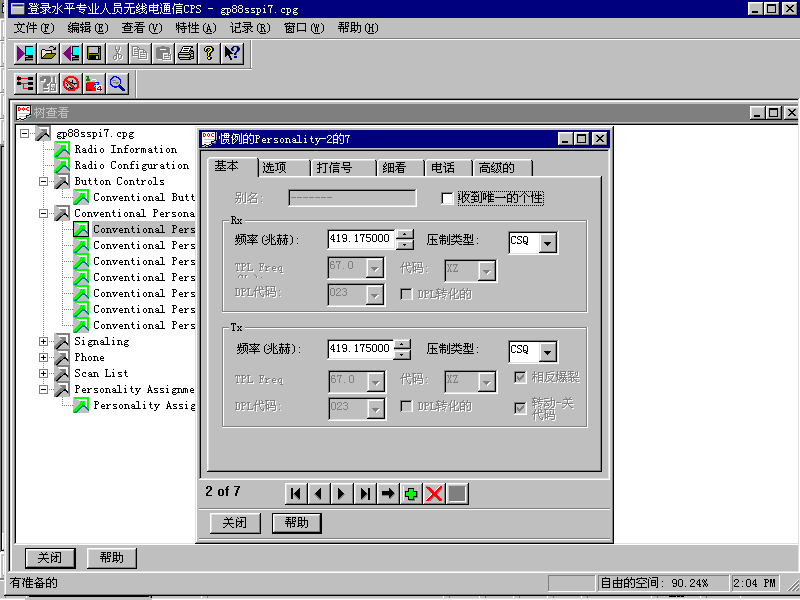 登录水平专业人员无线电通信CPS - gp88sspi7.cpg
文件(F) 编辑(E) 查看(V) 特性(A) 记录(R) 窗口(W) 帮助(H)
树查看
gp88sspi7.cpg
Radio Information
Radio Configuration
Button Controls
Conventional Butt
Conventional Persona
Conventional Pers
Conventional Pers
Conventional Pers
Conventional Pers
Conventional Pers
Conventional Pers
Conventional Pers
Signaling
Phone
Scan List
Personality Assignme
Personality Assig
惯例的Personality-2的7
基本 选项 打信号 细看 电话 高级的
别名: ------- 收到唯一的个性
Rx
频率(兆赫): 419.175000 压制类型: CSQ
TPL Freq 67.0 代码: XZ
DPL代码: 023 DPL转化的
Tx
频率(兆赫): 419.175000 压制类型: CSQ
TPL Freq 67.0 代码: XZ 相反爆裂
DPL代码: 023 DPL转化的 转动-关
代码
2 of 7
关闭 帮助
关闭 帮助
有准备的 自由的空间: 90.24% 2:04 PM